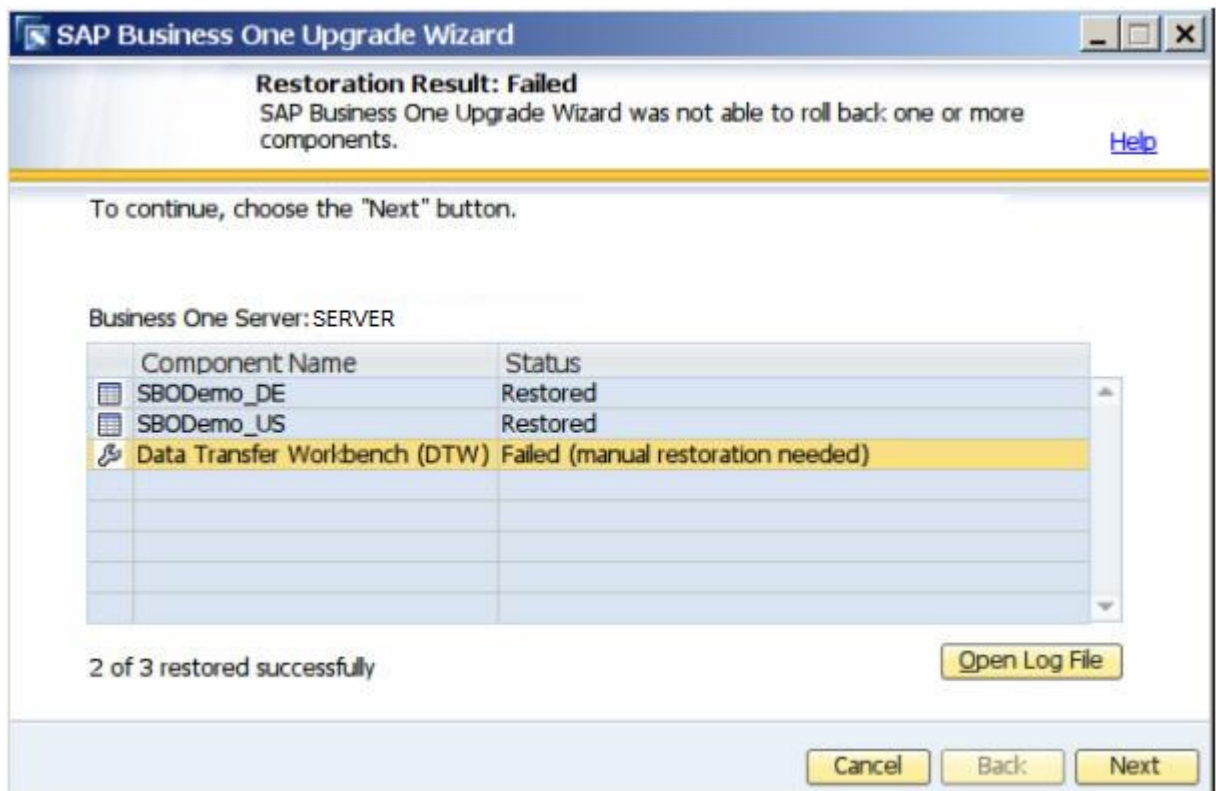 SAP Business One Upgrade Wizard
Restoration Result: Failed
SAP Business One Upgrade Wizard was not able to roll back one or more
components.
Help
To continue, choose the "Next" button.
Business One Server: SERVER
Component Name Status
SBODemo_DE Restored
SBODemo_US Restored
Data Transfer Workbench (DTW) Failed (manual restoration needed)
2 of 3 restored successfully
Open Log File
Cancel Back Next